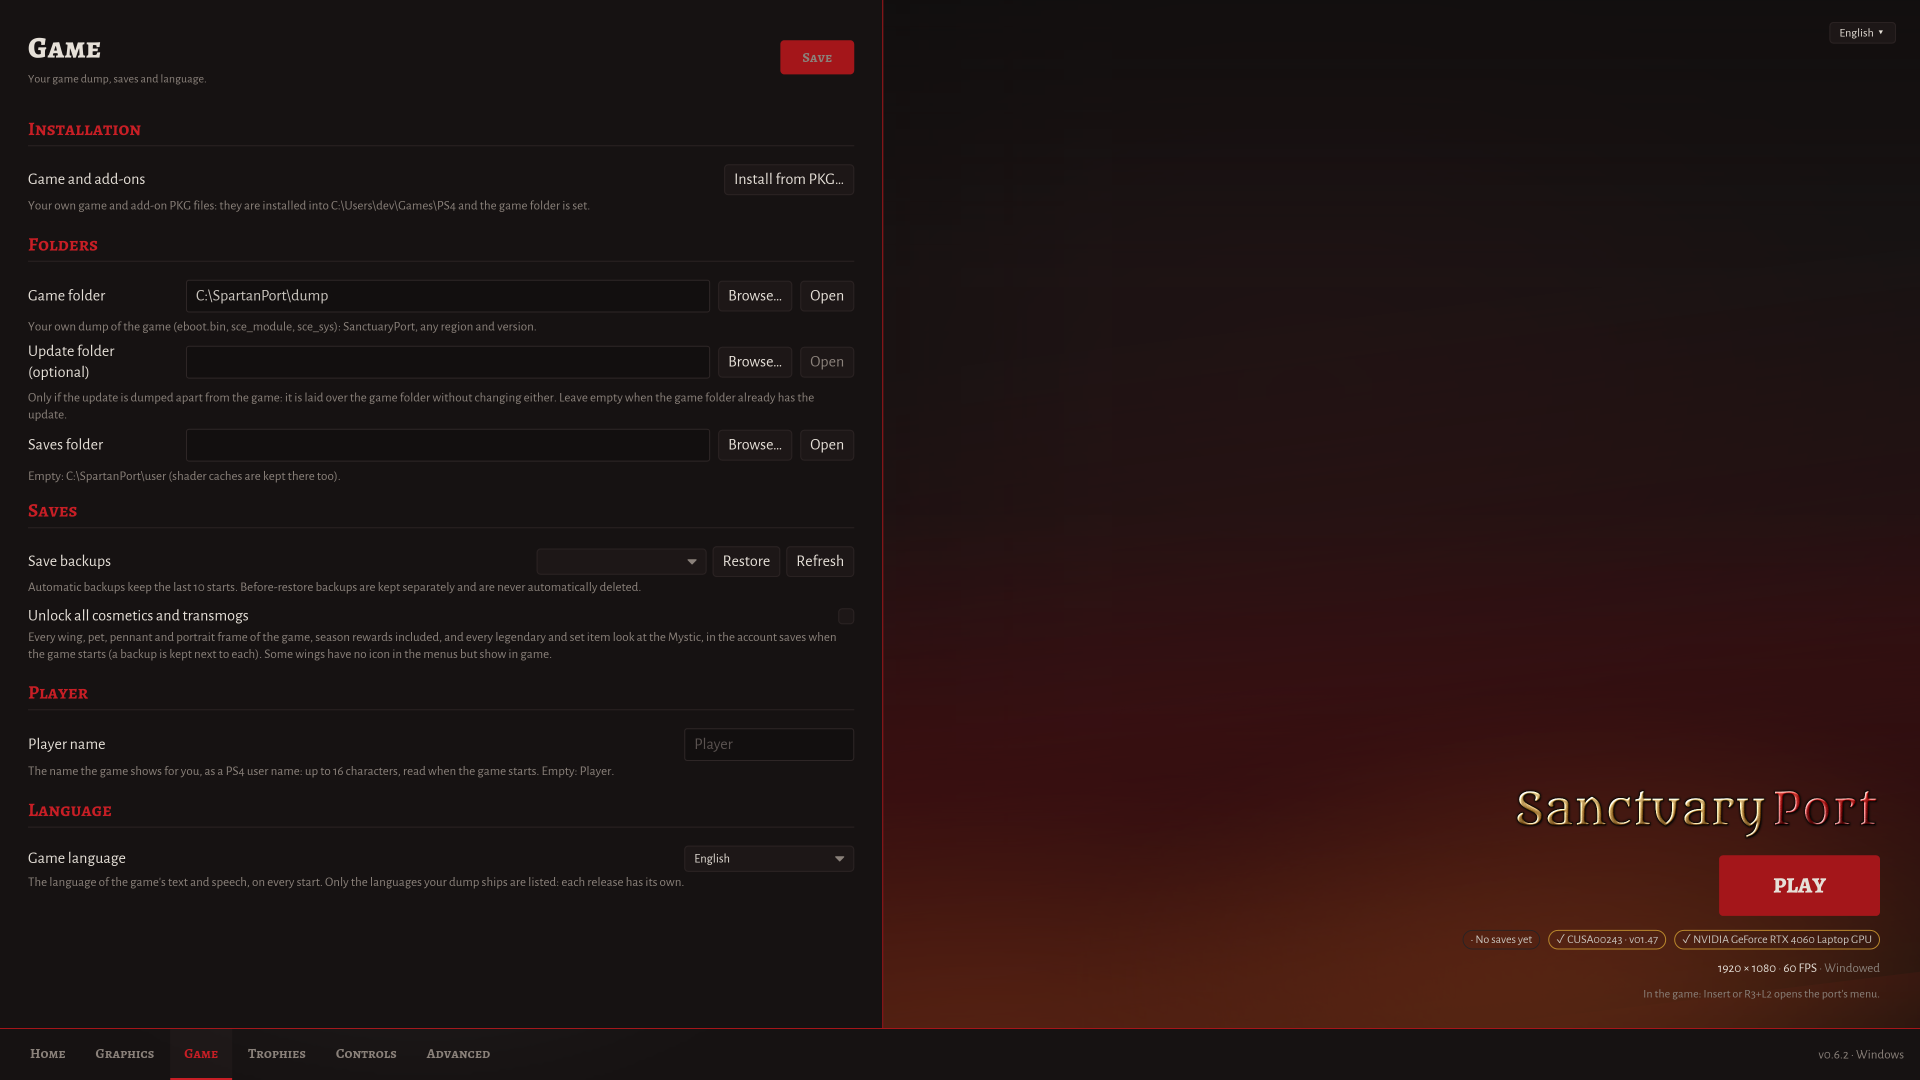 Game
Your game dump, saves and language.
Save
English ▾
Installation
Game and add-ons
Install from PKG...
Your own game and add-on PKG files: they are installed into C:\Users\dev\Games\PS4 and the game folder is set.
Folders
Game folder
C:\SpartanPort\dump
Browse...
Open
Your own dump of the game (eboot.bin, sce_module, sce_sys): SanctuaryPort, any region and version.
Update folder
(optional)
Browse...
Open
Only if the update is dumped apart from the game: it is laid over the game folder without changing either. Leave empty when the game folder already has the
update.
Saves folder
Browse...
Open
Empty: C:\SpartanPort\user (shader caches are kept there too).
Saves
Save backups
Restore
Refresh
Automatic backups keep the last 10 starts. Before-restore backups are kept separately and are never automatically deleted.
Unlock all cosmetics and transmogs
Every wing, pet, pennant and portrait frame of the game, season rewards included, and every legendary and set item look at the Mystic, in the account saves when
the game starts (a backup is kept next to each). Some wings have no icon in the menus but show in game.
Player
Player name
Player
The name the game shows for you, as a PS4 user name: up to 16 characters, read when the game starts. Empty: Player.
Language
Game language
English
The language of the game's text and speech, on every start. Only the languages your dump ships are listed: each release has its own.
Sanctuary Port
PLAY
· No saves yet
✓ CUSA00243 · v01.47
✓ NVIDIA GeForce RTX 4060 Laptop GPU
1920 × 1080 · 60 FPS · Windowed
In the game: Insert or R3+L2 opens the port's menu.
Home
Graphics
Game
Trophies
Controls
Advanced
v0.6.2 · Windows